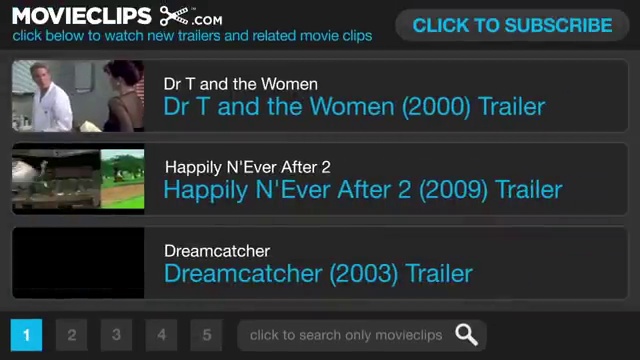 MOVIECLIPS .COM
click below to watch new trailers and related movie clips
CLICK TO SUBSCRIBE
Dr T and the Women
Dr T and the Women (2000) Trailer
Happily N'Ever After 2
Happily N'Ever After 2 (2009) Trailer
Dreamcatcher
Dreamcatcher (2003) Trailer
1 2 3 4 5 click to search only movieclips